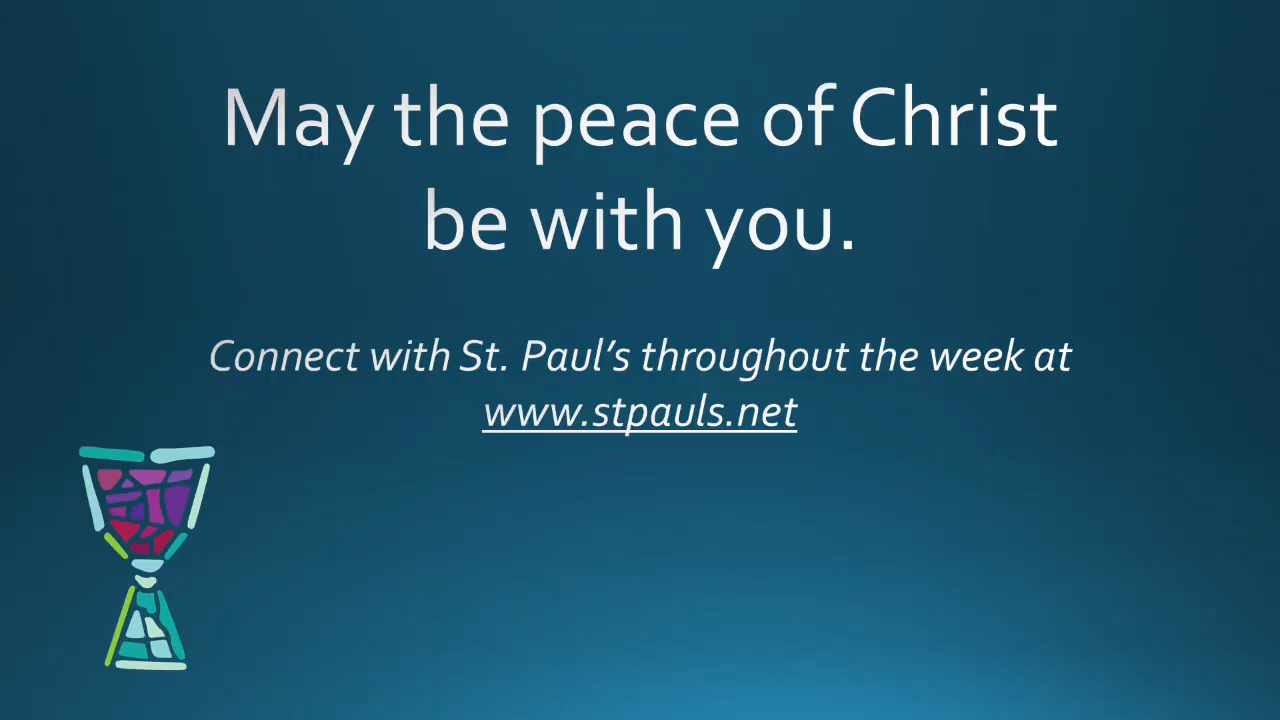 May the peace of Christ
be with you.
Connect with St. Paul’s throughout the week at
www.stpauls.net